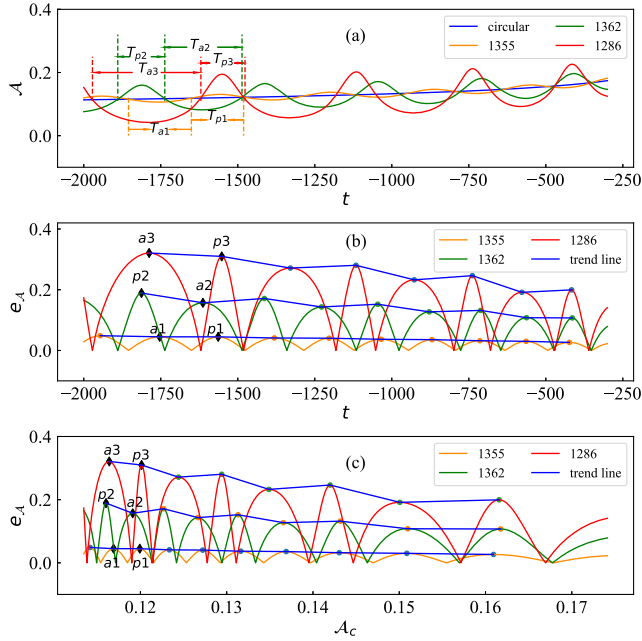 (a)
circular 1362
1355 1286
T_{p2} T_{a2}
T_{a3} T_{p3}
T_{a1} T_{p1}
𝒜
0.4
0.2
0.0
−2000 −1750 −1500 −1250 −1000 −750 −500 −250
t
(b)
1355 1286
1362 trend line
a3 p3
p2 a2
a1 p1
e_𝒜
0.4
0.2
0.0
−2000 −1750 −1500 −1250 −1000 −750 −500 −250
t
(c)
1355 1286
1362 trend line
a3 p3
p2 a2
a1 p1
e_𝒜
0.4
0.2
0.0
0.12 0.13 0.14 0.15 0.16 0.17
𝒜_c